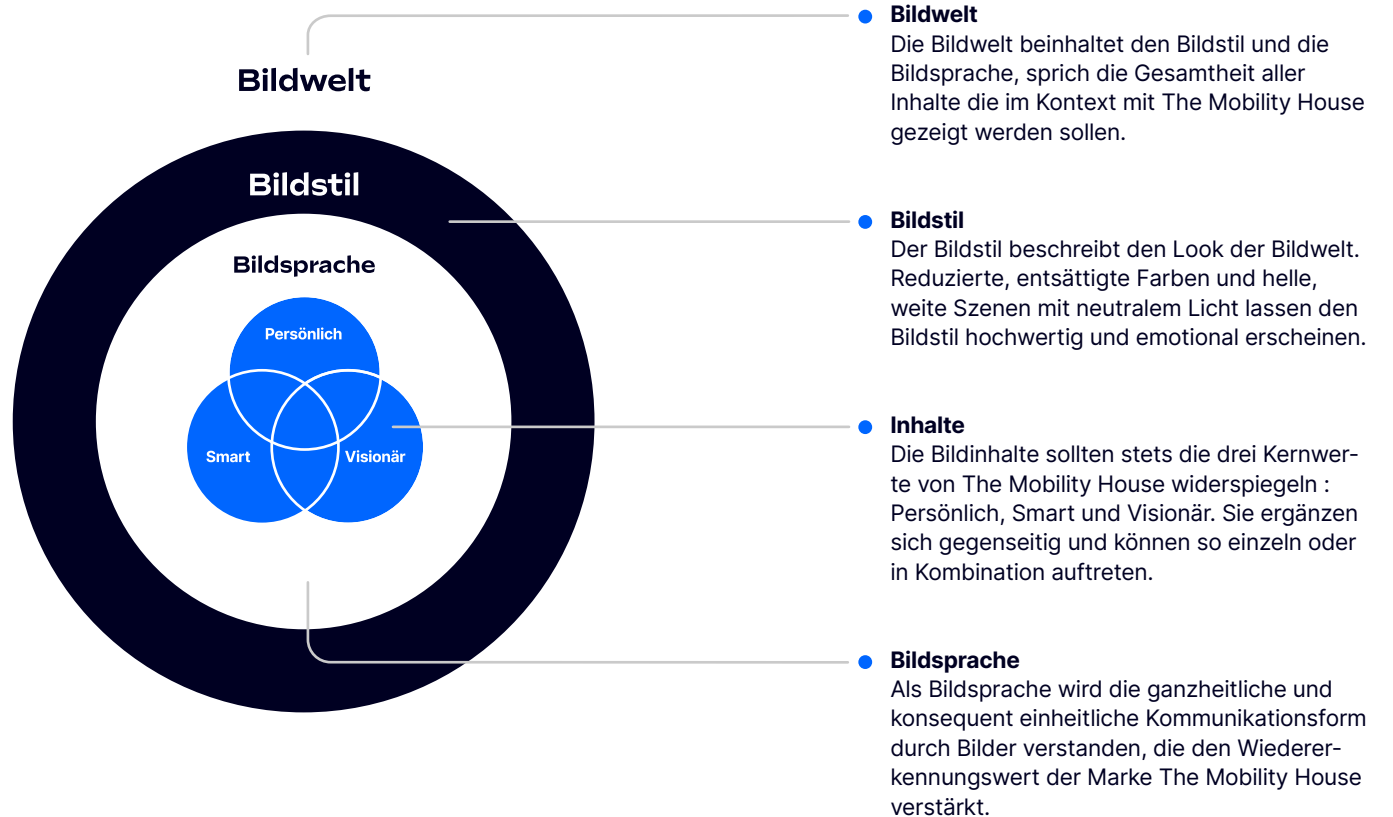 Bildwelt
Bildstil
Bildsprache
Persönlich
Smart
Visionär
Bildwelt
Die Bildwelt beinhaltet den Bildstil und die
Bildsprache, sprich die Gesamtheit aller
Inhalte die im Kontext mit The Mobility House
gezeigt werden sollen.
Bildstil
Der Bildstil beschreibt den Look der Bildwelt.
Reduzierte, entsättigte Farben und helle,
weite Szenen mit neutralem Licht lassen den
Bildstil hochwertig und emotional erscheinen.
Inhalte
Die Bildinhalte sollten stets die drei Kernwer-
te von The Mobility House widerspiegeln :
Persönlich, Smart und Visionär. Sie ergänzen
sich gegenseitig und können so einzeln oder
in Kombination auftreten.
Bildsprache
Als Bildsprache wird die ganzheitliche und
konsequent einheitliche Kommunikationsform
durch Bilder verstanden, die den Wiederer-
kennungswert der Marke The Mobility House
verstärkt.